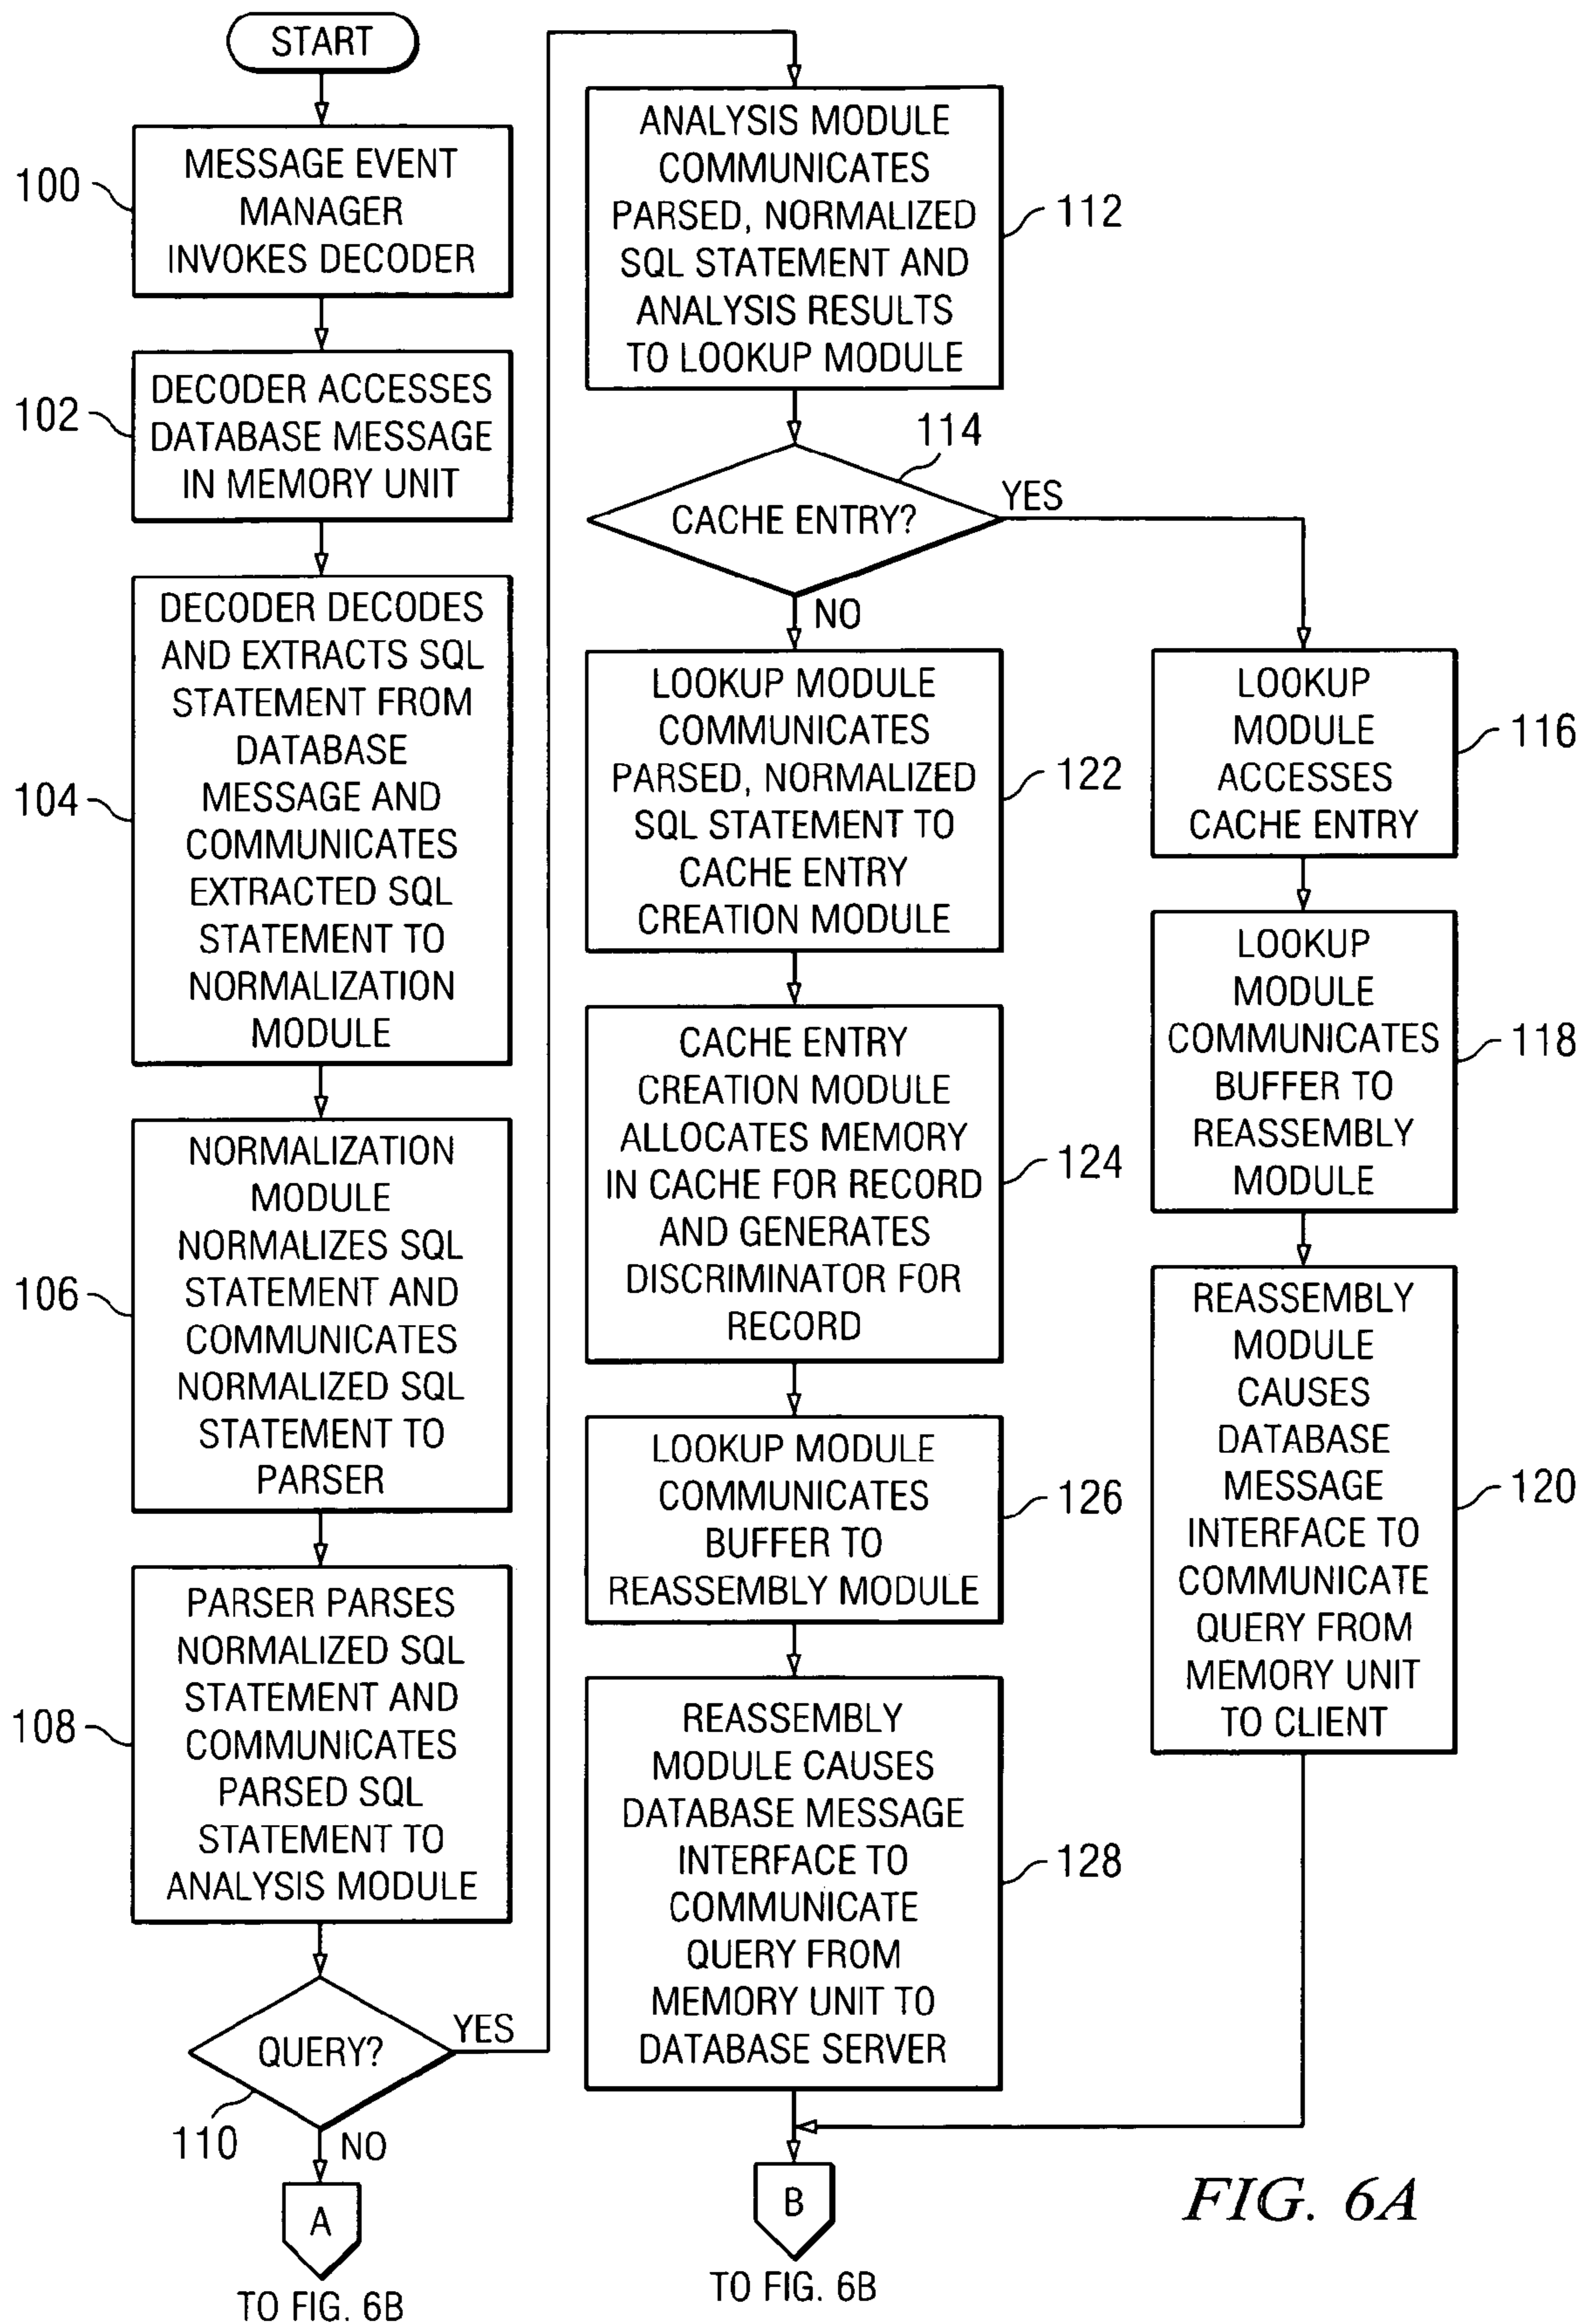 START
100
MESSAGE EVENT
MANAGER
INVOKES DECODER
102
DECODER ACCESSES
DATABASE MESSAGE
IN MEMORY UNIT
104
DECODER DECODES
AND EXTRACTS SQL
STATEMENT FROM
DATABASE
MESSAGE AND
COMMUNICATES
EXTRACTED SQL
STATEMENT TO
NORMALIZATION
MODULE
106
NORMALIZATION
MODULE
NORMALIZES SQL
STATEMENT AND
COMMUNICATES
NORMALIZED SQL
STATEMENT TO
PARSER
108
PARSER PARSES
NORMALIZED SQL
STATEMENT AND
COMMUNICATES
PARSED SQL
STATEMENT TO
ANALYSIS MODULE
QUERY?
YES
110
NO
A
TO FIG. 6B
ANALYSIS MODULE
COMMUNICATES
PARSED, NORMALIZED
SQL STATEMENT AND
ANALYSIS RESULTS
TO LOOKUP MODULE
112
114
CACHE ENTRY?
YES
NO
LOOKUP MODULE
COMMUNICATES
PARSED, NORMALIZED
SQL STATEMENT TO
CACHE ENTRY
CREATION MODULE
122
CACHE ENTRY
CREATION MODULE
ALLOCATES MEMORY
IN CACHE FOR RECORD
AND GENERATES
DISCRIMINATOR FOR
RECORD
124
LOOKUP MODULE
COMMUNICATES
BUFFER TO
REASSEMBLY MODULE
126
REASSEMBLY
MODULE CAUSES
DATABASE MESSAGE
INTERFACE TO
COMMUNICATE
QUERY FROM
MEMORY UNIT TO
DATABASE SERVER
128
B
TO FIG. 6B
LOOKUP
MODULE
ACCESSES
CACHE ENTRY
116
LOOKUP
MODULE
COMMUNICATES
BUFFER TO
REASSEMBLY
MODULE
118
REASSEMBLY
MODULE
CAUSES
DATABASE
MESSAGE
INTERFACE TO
COMMUNICATE
QUERY FROM
MEMORY UNIT
TO CLIENT
120
FIG. 6A